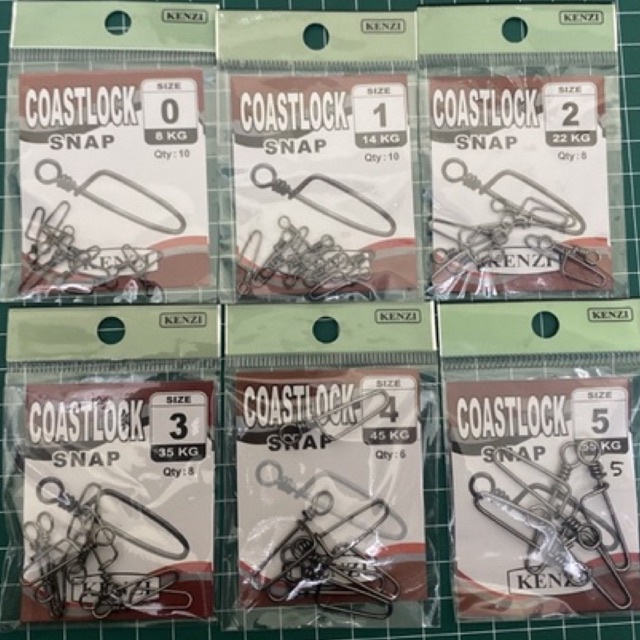 KENZI
COASTLOCK
SNAP
SIZE
0
8 KG
Qty : 10
KENZI
KENZI
COASTLOCK
SNAP
SIZE
1
14 KG
Qty : 10
KENZI
COASTLOCK
SNAP
SIZE
2
22 KG
Qty : 8
KENZI
KENZI
COASTLOCK
SNAP
SIZE
3
35 KG
Qty : 8
KENZI
COASTLOCK
SNAP
SIZE
4
45 KG
Qty : 6
KENZI
COASTLOCK
SNAP
SIZE
5
KG
5
KENZI